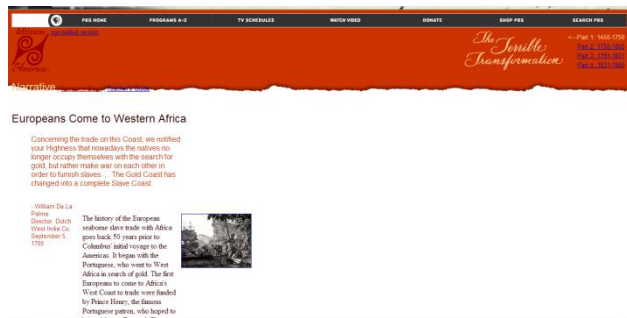 PBS HOME PROGRAMS A-Z TV SCHEDULES WATCH VIDEO DONATE SHOP PBS SEARCH PBS
African
in
America
non-tabled version
The Terrible
Transformation
<---Part 1: 1450-1750
Part 2: 1750-1805
Part 3: 1791-1831
Part 4: 1831-1865
Narrative
Teacher's Guide
Europeans Come to Western Africa
Concerning the trade on this Coast, we notified
your Highness that nowadays the natives no
longer occupy themselves with the search for
gold, but rather make war on each other in
order to furnish slaves. . . The Gold Coast has
changed into a complete Slave Coast.
- William De La
Palma
Director, Dutch
West India Co.
September 5,
1705
The history of the European
seaborne slave trade with Africa
goes back 50 years prior to
Columbus' initial voyage to the
Americas. It began with the
Portuguese, who went to West
Africa in search of gold. The first
Europeans to come to Africa's
West Coast to trade were funded
by Prince Henry, the famous
Portuguese patron, who hoped to